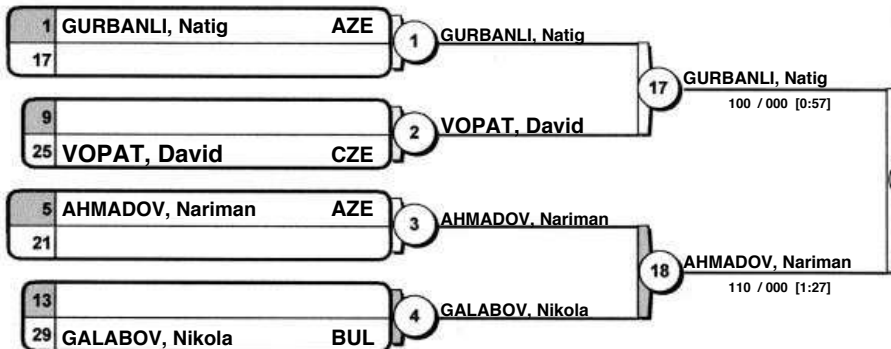 1 GURBANLI, Natig AZE
17
1 GURBANLI, Natig
9
25 VOPAT, David CZE
2 VOPAT, David
17 GURBANLI, Natig
100 / 000 [0:57]
5 AHMADOV, Nariman AZE
21
3 AHMADOV, Nariman
13
29 GALABOV, Nikola BUL
4 GALABOV, Nikola
18 AHMADOV, Nariman
110 / 000 [1:27]